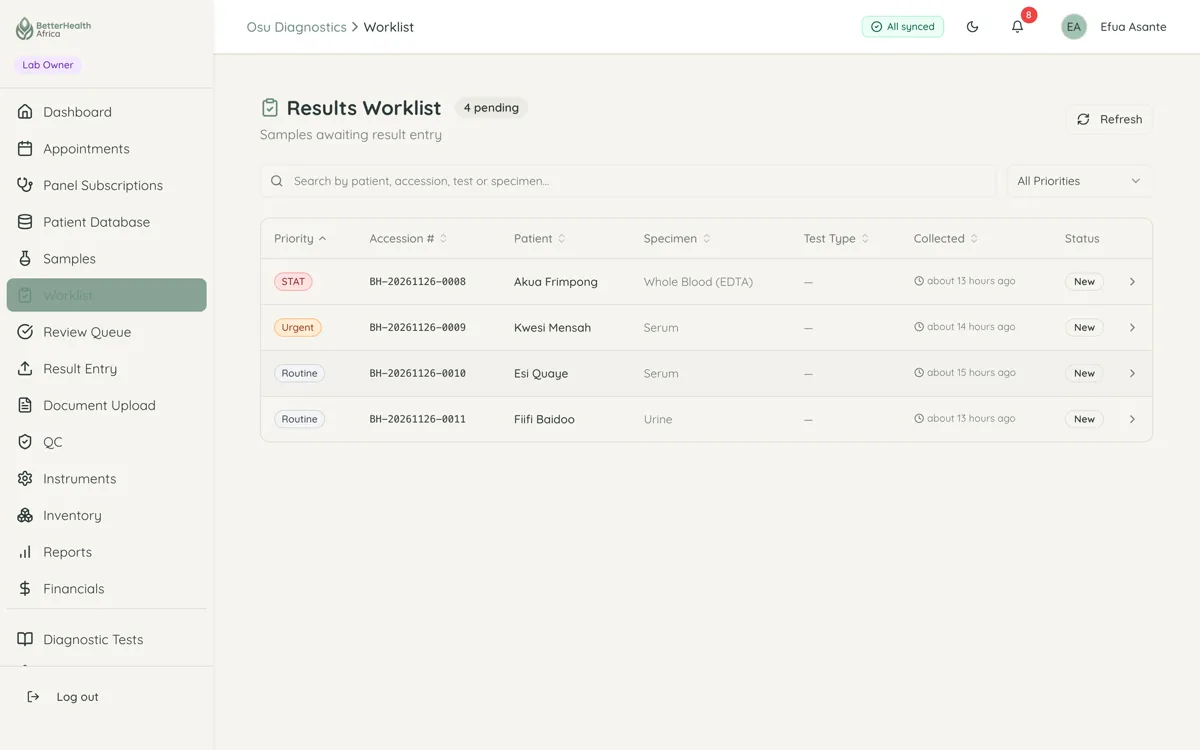 BetterHealth
Africa
Lab Owner
Dashboard
Appointments
Panel Subscriptions
Patient Database
Samples
Worklist
Review Queue
Result Entry
Document Upload
QC
Instruments
Inventory
Reports
Financials
Diagnostic Tests
Log out
Osu Diagnostics > Worklist
All synced
8
EA
Efua Asante
Results Worklist
4 pending
Samples awaiting result entry
Refresh
Search by patient, accession, test or specimen...
All Priorities
Priority Accession # Patient Specimen Test Type Collected Status
STAT BH-20261126-0008 Akua Frimpong Whole Blood (EDTA) — about 13 hours ago New
Urgent BH-20261126-0009 Kwesi Mensah Serum — about 14 hours ago New
Routine BH-20261126-0010 Esi Quaye Serum — about 15 hours ago New
Routine BH-20261126-0011 Fiifi Baidoo Urine — about 13 hours ago New